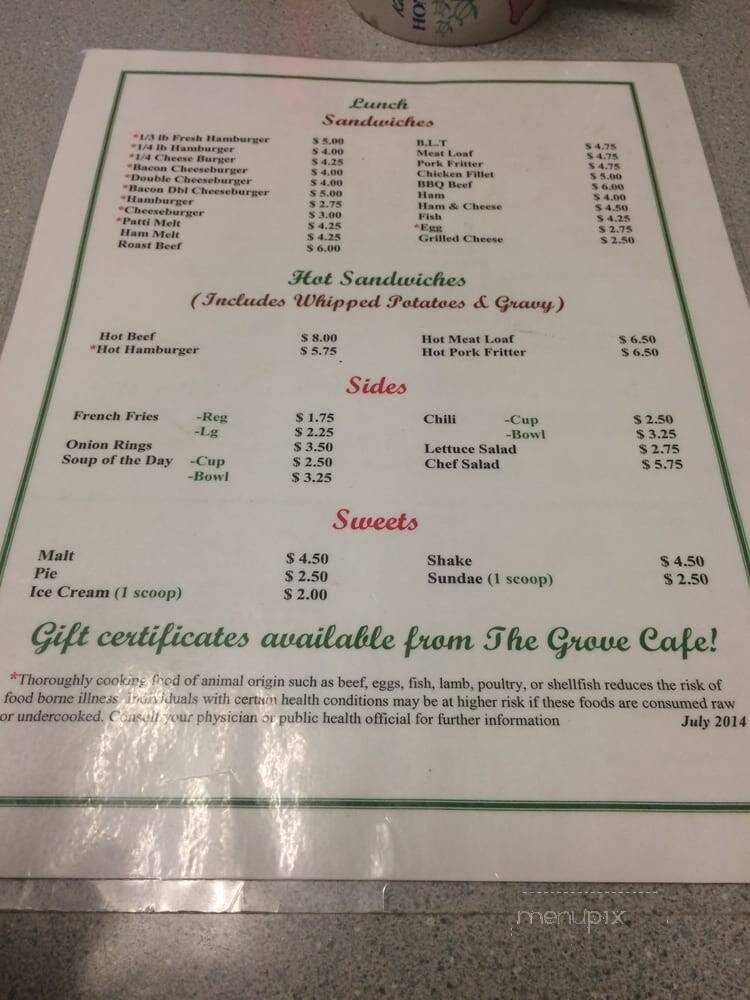 HO
Lunch
Sandwiches
*1/3 lb Fresh Hamburger $ 5.00
*1/4 lb Hamburger $ 4.00
*1/4 Cheese Burger $ 4.25
*Bacon Cheeseburger $ 4.00
*Double Cheeseburger $ 4.00
*Bacon Dbl Cheeseburger $ 5.00
*Hamburger $ 2.75
*Cheeseburger $ 3.00
*Patti Melt $ 4.25
Ham Melt $ 4.25
Roast Beef $ 6.00
B.L.T $ 4.75
Meat Loaf $ 4.75
Pork Fritter $ 4.75
Chicken Fillet $ 5.00
BBQ Beef $ 6.00
Ham $ 4.00
Ham & Cheese $ 4.50
Fish $ 4.25
*Egg $ 2.75
Grilled Cheese $ 2.50
Hot Sandwiches
(Includes Whipped Potatoes & Gravy)
Hot Beef $ 8.00
*Hot Hamburger $ 5.75
Hot Meat Loaf $ 6.50
Hot Pork Fritter $ 6.50
Sides
French Fries -Reg $ 1.75
-Lg $ 2.25
Onion Rings $ 3.50
Soup of the Day -Cup $ 2.50
-Bowl $ 3.25
Chili -Cup $ 2.50
-Bowl $ 3.25
Lettuce Salad $ 2.75
Chef Salad $ 5.75
Sweets
Malt $ 4.50
Pie $ 2.50
Ice Cream (1 scoop) $ 2.00
Shake $ 4.50
Sundae (1 scoop) $ 2.50
Gift certificates available from The Grove Cafe!
*Thoroughly cooking food of animal origin such as beef, eggs, fish, lamb, poultry, or shellfish reduces the risk of
food borne illness. Individuals with certain health conditions may be at higher risk if these foods are consumed raw
or undercooked. Consult your physician or public health official for further information July 2014
menupix